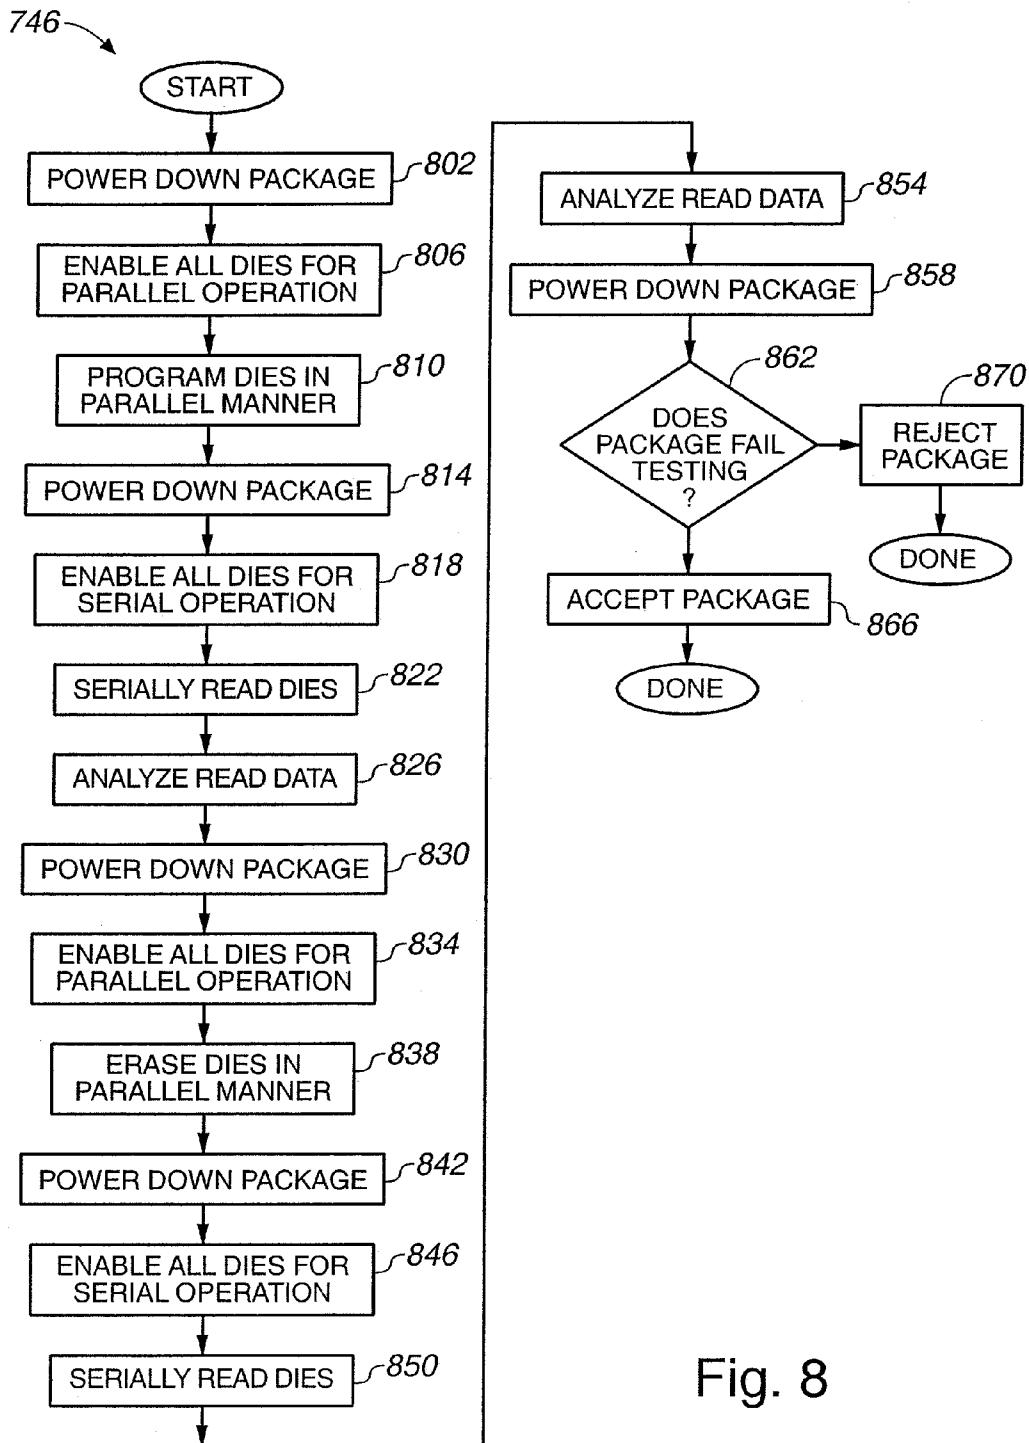 746
START
POWER DOWN PACKAGE
802
ENABLE ALL DIES FOR
PARALLEL OPERATION
806
PROGRAM DIES IN
PARALLEL MANNER
810
POWER DOWN PACKAGE
814
ENABLE ALL DIES FOR
SERIAL OPERATION
818
SERIALLY READ DIES
822
ANALYZE READ DATA
826
POWER DOWN PACKAGE
830
ENABLE ALL DIES FOR
PARALLEL OPERATION
834
ERASE DIES IN
PARALLEL MANNER
838
POWER DOWN PACKAGE
842
ENABLE ALL DIES FOR
SERIAL OPERATION
846
SERIALLY READ DIES
850
ANALYZE READ DATA
854
POWER DOWN PACKAGE
858
DOES
PACKAGE FAIL
TESTING
?
862
REJECT
PACKAGE
870
DONE
ACCEPT PACKAGE
866
DONE
Fig. 8